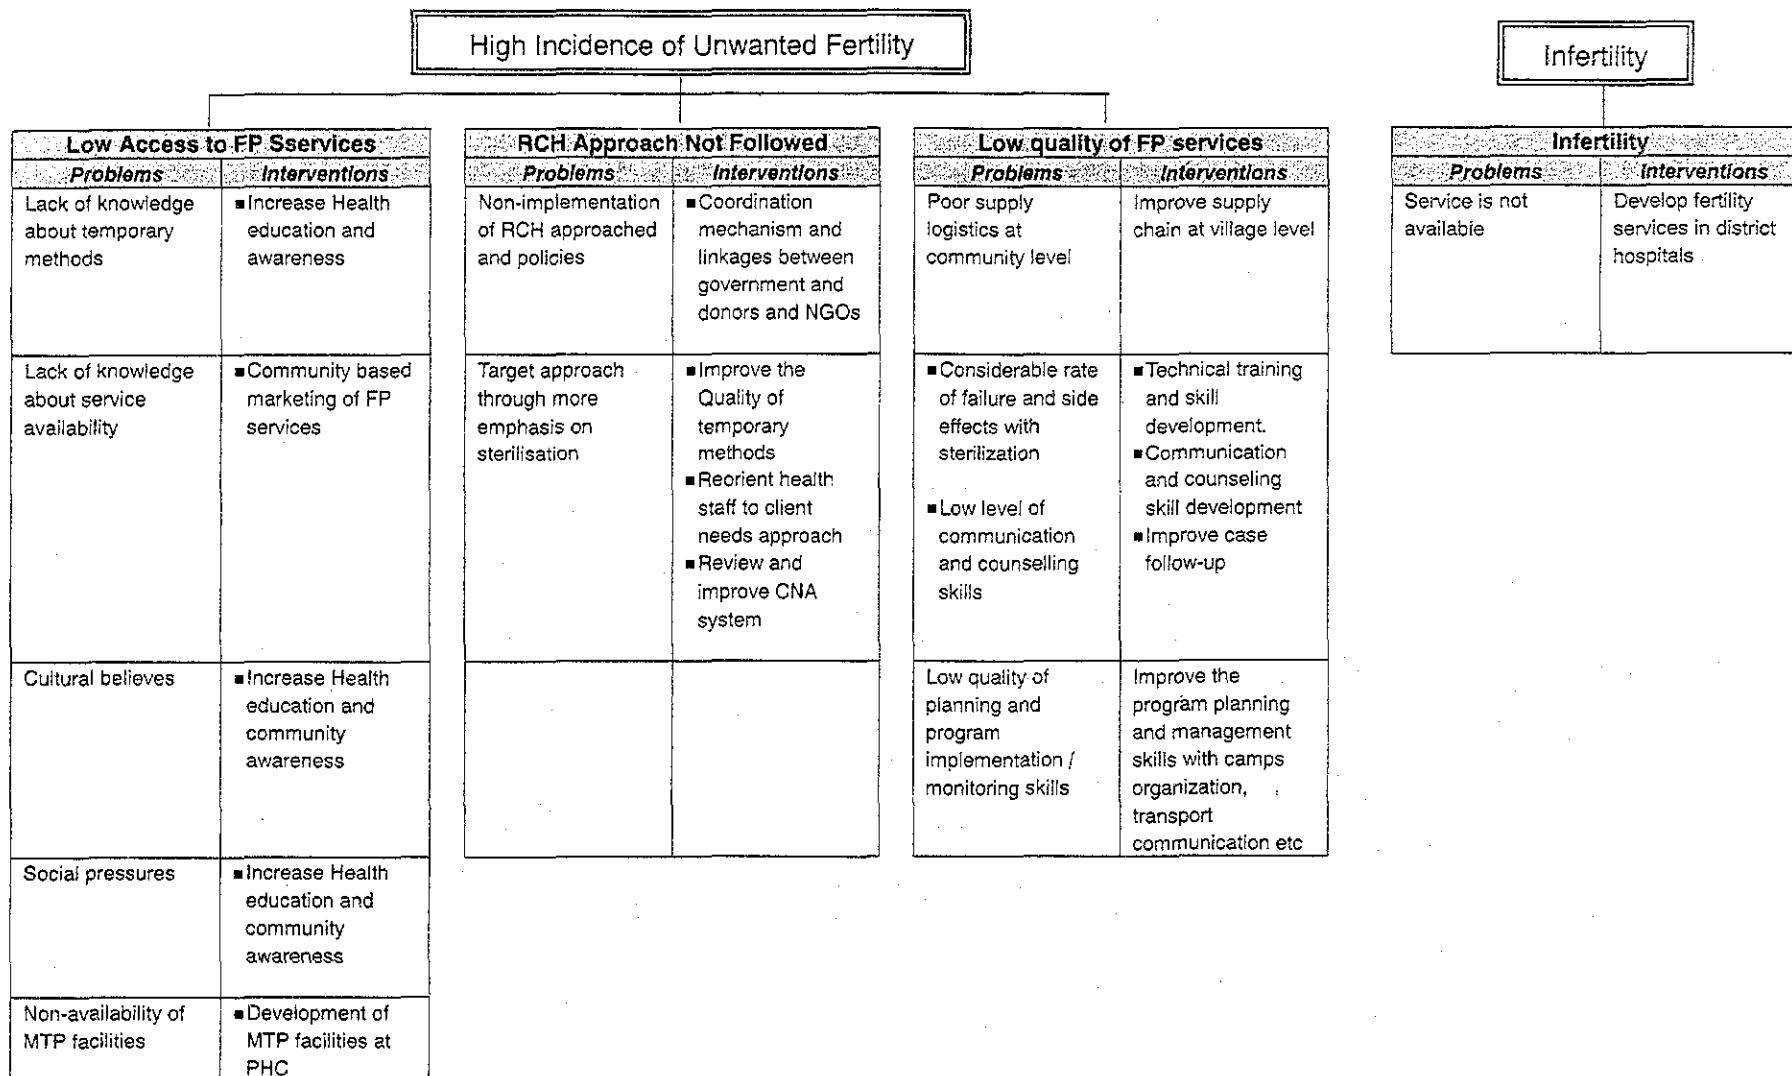 High Incidence of Unwanted Fertility
Infertility
Low Access to FP Sservices
Problems
Interventions
Lack of knowledge
about temporary
methods
■Increase Health
education and
awareness
Lack of knowledge
about service
availability
■Community based
marketing of FP
services
Cultural believes
■Increase Health
education and
community
awareness
Social pressures
■Increase Health
education and
community
awareness
Non-availability of
MTP facilities
■Development of
MTP facilities at
PHC
RCH Approach Not Followed
Problems
Interventions
Non-implementation
of RCH approached
and policies
■Coordination
mechanism and
linkages between
government and
donors and NGOs
Target approach
through more
emphasis on
sterilisation
■Improve the
Quality of
temporary
methods
■Reorient health
staff to client
needs approach
■Review and
improve CNA
system
Low quality of FP services
Problems
Interventions
Poor supply
logistics at
community level
Improve supply
chain at village level
■Considerable rate
of failure and side
effects with
sterilization
■Low level of
communication
and counselling
skills
■Technical training
and skill
development.
■Communication
and counseling
skill development
■Improve case
follow-up
Low quality of
planning and
program
implementation /
monitoring skills
Improve the
program planning
and management
skills with camps
organization,
transport
communication etc
Infertility
Problems
Interventions
Service is not
available
Develop fertility
services in district
hospitals